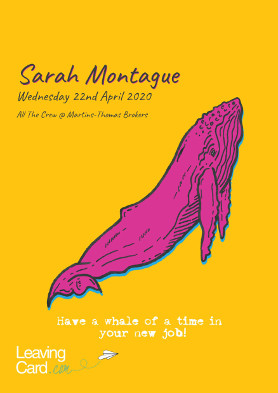 Sarah Montague
Wednesday 22nd April 2020
All The Crew @ Martins-Thomas Brokers
Have a whale of a time in
your new job!
Leaving
Card.com